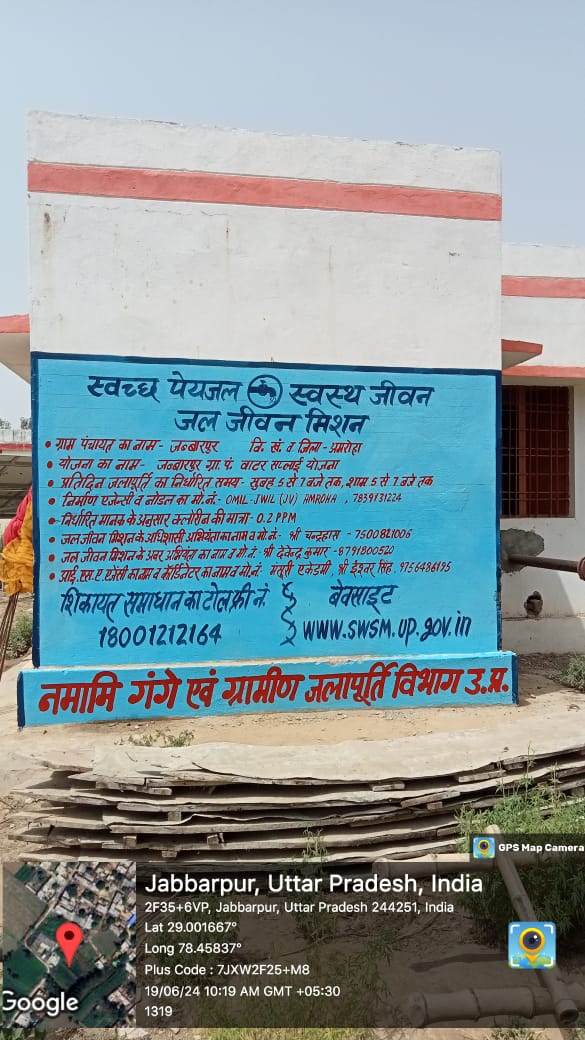 स्वच्छ पेयजल स्वस्थ जीवन
जल जीवन मिशन
• ग्राम पंचायत का नाम- जब्बारपुर वि. खं. व जिला- अमरोहा
• योजना का नाम- जब्बारपुर ग्रा. पं. वाटर सप्लाई योजना
• प्रतिदिन जलापूर्ति का निर्धारित समय- सुबह 5 से 7 बजे तक, शाम 5 से 7 बजे तक
• निर्माण एजेन्सी व नोडल का मो. नं.- OMIL-JWIL (JV) AMROHA , 7839131224
• निर्धारित मानक के अनुसार क्लोरीन की मात्रा- 0.2 PPM
• जल जीवन मिशन के अधिशासी अभियंता का नाम व मो. नं.- श्री चन्द्रहास - 7500821006
• जल जीवन मिशन के अवर अभियंता का नाम व मो. नं- श्री देवेन्द्र कुमार - 8791800520
• आई. एस. ए. एजेंसी का नाम व कॉर्डिनेटर का नाम व मो. नं. मंसूरी एकेडमी, श्री ईश्वर सिंह, 9756486195
शिकायत समाधान का टोल फ्री नं. वेबसाइट
18001212164 www.swsm.up.gov.in
नमामि गंगे एवं ग्रामीण जलापूर्ति विभाग उ.प्र.
GPS Map Camera
Jabbarpur, Uttar Pradesh, India
2F35+6VP, Jabbarpur, Uttar Pradesh 244251, India
Lat 29.001667°
Long 78.45837°
Plus Code : 7JXW2F25+M8
19/06/24 10:19 AM GMT +05:30
1319
Google